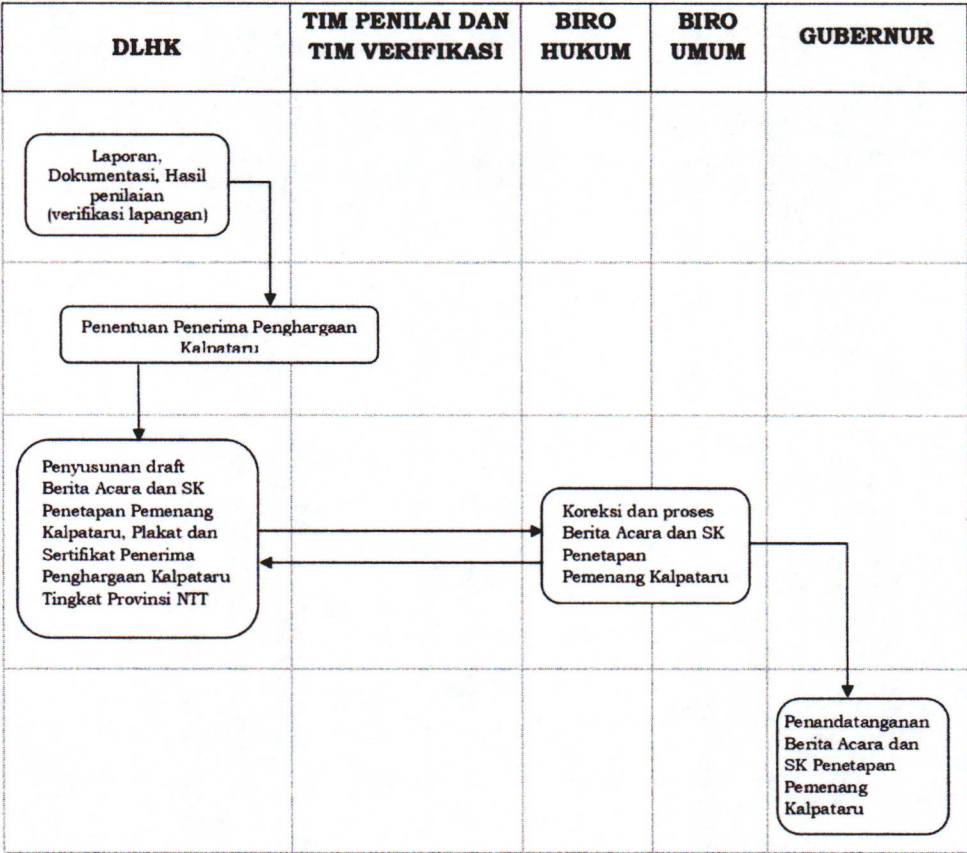 DLHK
TIM PENILAI DAN
TIM VERIFIKASI
BIRO
HUKUM
BIRO
UMUM
GUBERNUR
Laporan,
Dokumentasi, Hasil
penilaian
(verifikasi lapangan)
Penentuan Penerima Penghargaan
Kalpataru
Penyusunan draft
Berita Acara dan SK
Penetapan Pemenang
Kalpataru, Plakat dan
Sertifikat Penerima
Penghargaan Kalpataru
Tingkat Provinsi NTT
Koreksi dan proses
Berita Acara dan SK
Penetapan
Pemenang Kalpataru
Penandatanganan
Berita Acara dan
SK Penetapan
Pemenang
Kalpataru